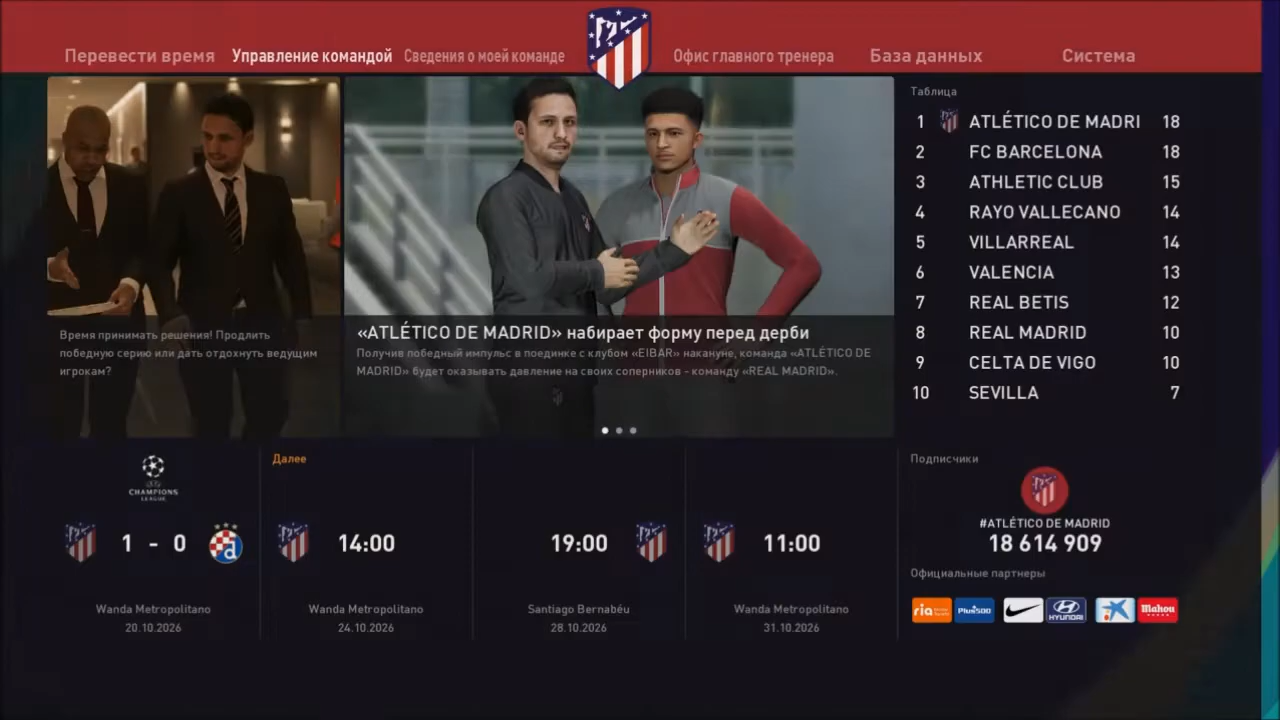 Перевести время
Управление командой
Сведения о моей команде
Офис главного тренера
База данных
Система
Время принимать решения! Продлить
победную серию или дать отдохнуть ведущим
игрокам?
«ATLÉTICO DE MADRID» набирает форму перед дерби
Получив победный импульс в поединке с клубом «EIBAR» накануне, команда «ATLÉTICO DE
MADRID» будет оказывать давление на своих соперников - команду «REAL MADRID».
Таблица
1 ATLÉTICO DE MADRI 18
2 FC BARCELONA 18
3 ATHLETIC CLUB 15
4 RAYO VALLECANO 14
5 VILLARREAL 14
6 VALENCIA 13
7 REAL BETIS 12
8 REAL MADRID 10
9 CELTA DE VIGO 10
10 SEVILLA 7
CHAMPIONS
LEAGUE
1 - 0
Wanda Metropolitano
20.10.2026
Далее
14:00
Wanda Metropolitano
24.10.2026
19:00
Santiago Bernabéu
28.10.2026
11:00
Wanda Metropolitano
31.10.2026
Подписчики
#ATLÉTICO DE MADRID
18 614 909
Официальные партнеры
ria
Plus500
HYUNDAI
Mahou